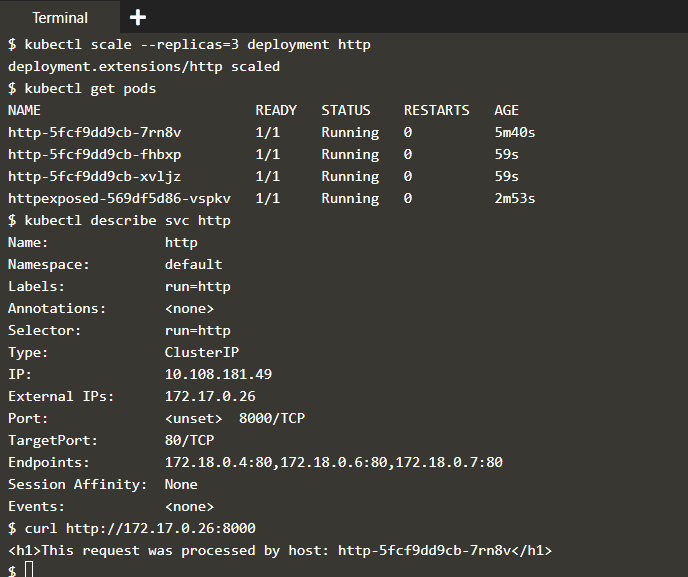 Terminal
$ kubectl scale --replicas=3 deployment http
deployment.extensions/http scaled
$ kubectl get pods
NAME                          READY   STATUS    RESTARTS   AGE
http-5fcf9dd9cb-7rn8v         1/1     Running   0          5m40s
http-5fcf9dd9cb-fhbxp         1/1     Running   0          59s
http-5fcf9dd9cb-xvljz         1/1     Running   0          59s
httpexposed-569df5d86-vspkv   1/1     Running   0          2m53s
$ kubectl describe svc http
Name:              http
Namespace:         default
Labels:            run=http
Annotations:       <none>
Selector:          run=http
Type:              ClusterIP
IP:                10.108.181.49
External IPs:      172.17.0.26
Port:              <unset>  8000/TCP
TargetPort:        80/TCP
Endpoints:         172.18.0.4:80,172.18.0.6:80,172.18.0.7:80
Session Affinity:  None
Events:            <none>
$ curl http://172.17.0.26:8000
<h1>This request was processed by host: http-5fcf9dd9cb-7rn8v</h1>
$